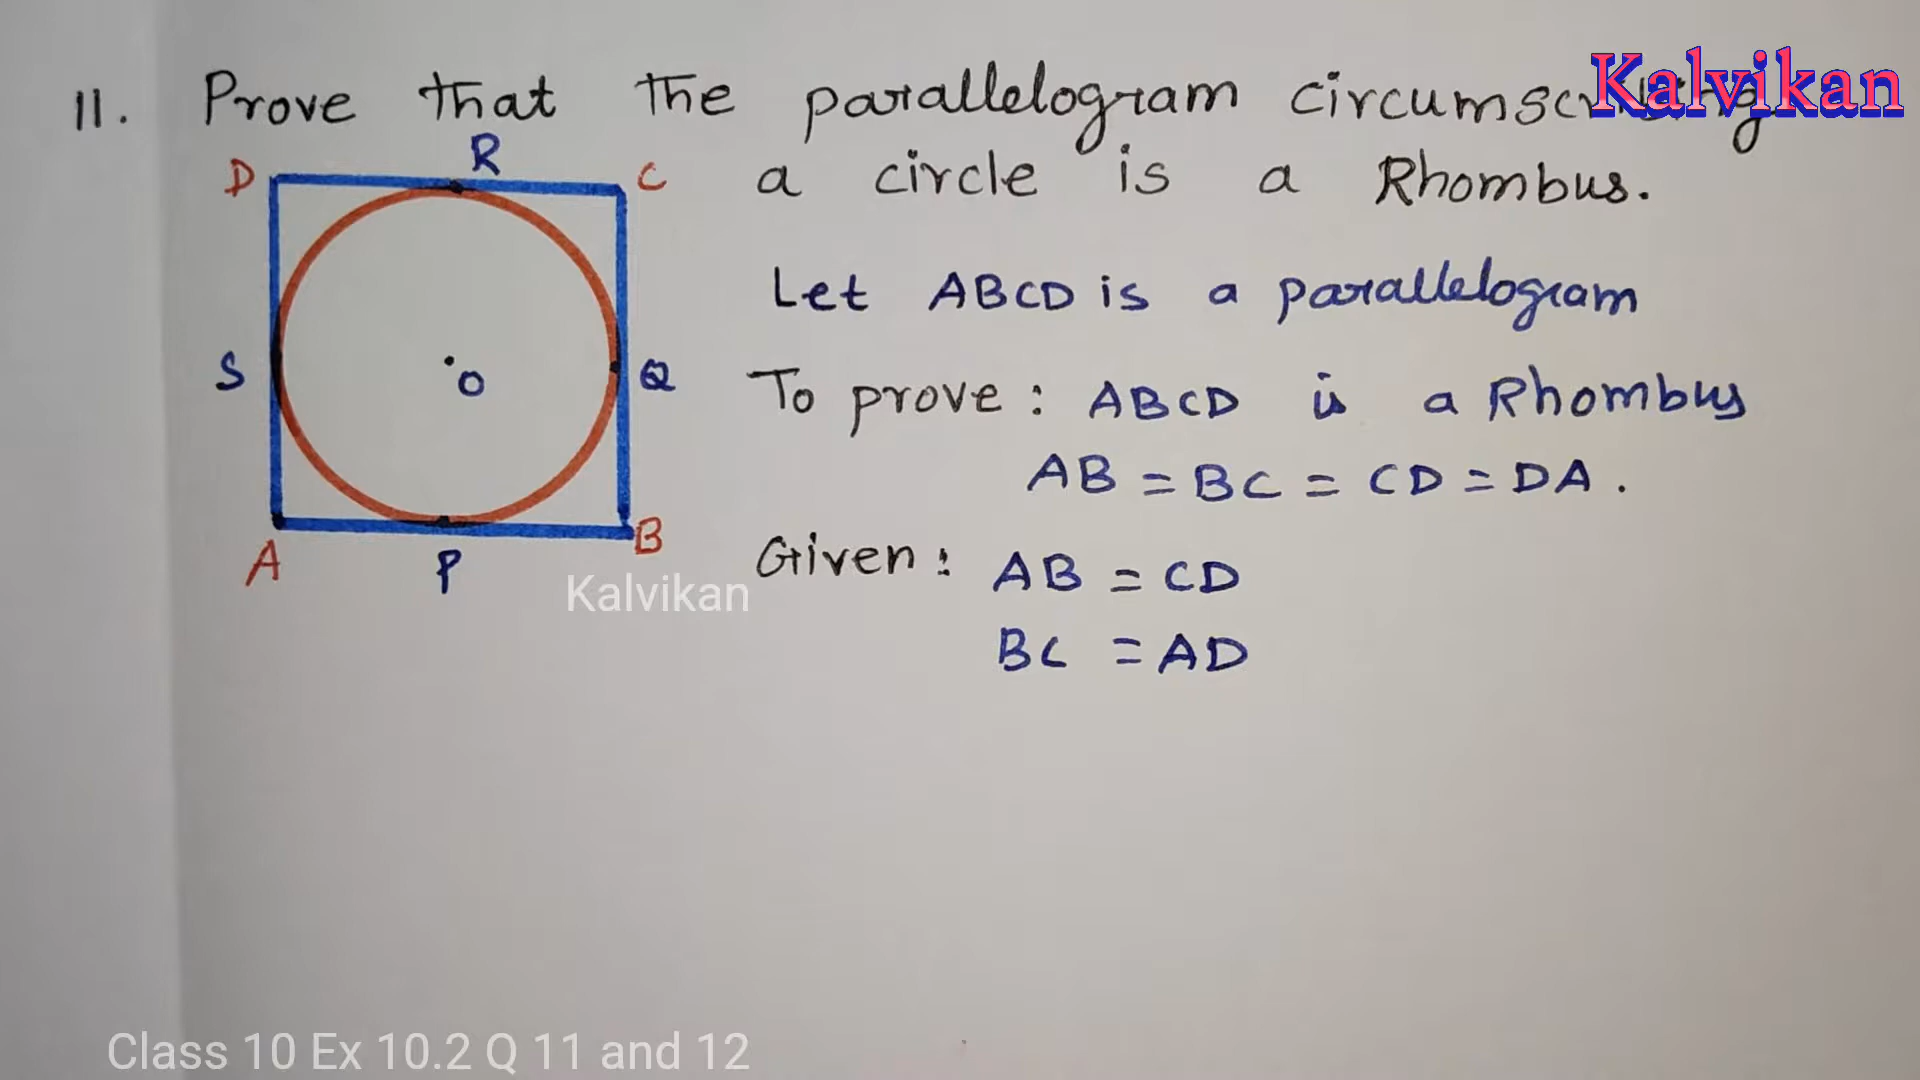 Kalvikan
11. Prove that the parallelogram
a circle is a Rhombus.
D R C
Let ABCD is a parallelogram
S O Q
To prove : ABCD is a Rhombus
AB = BC = CD = DA .
A P B
Given : AB = CD
Kalvikan
BC = AD
Class 10 Ex 10.2 Q 11 and 12